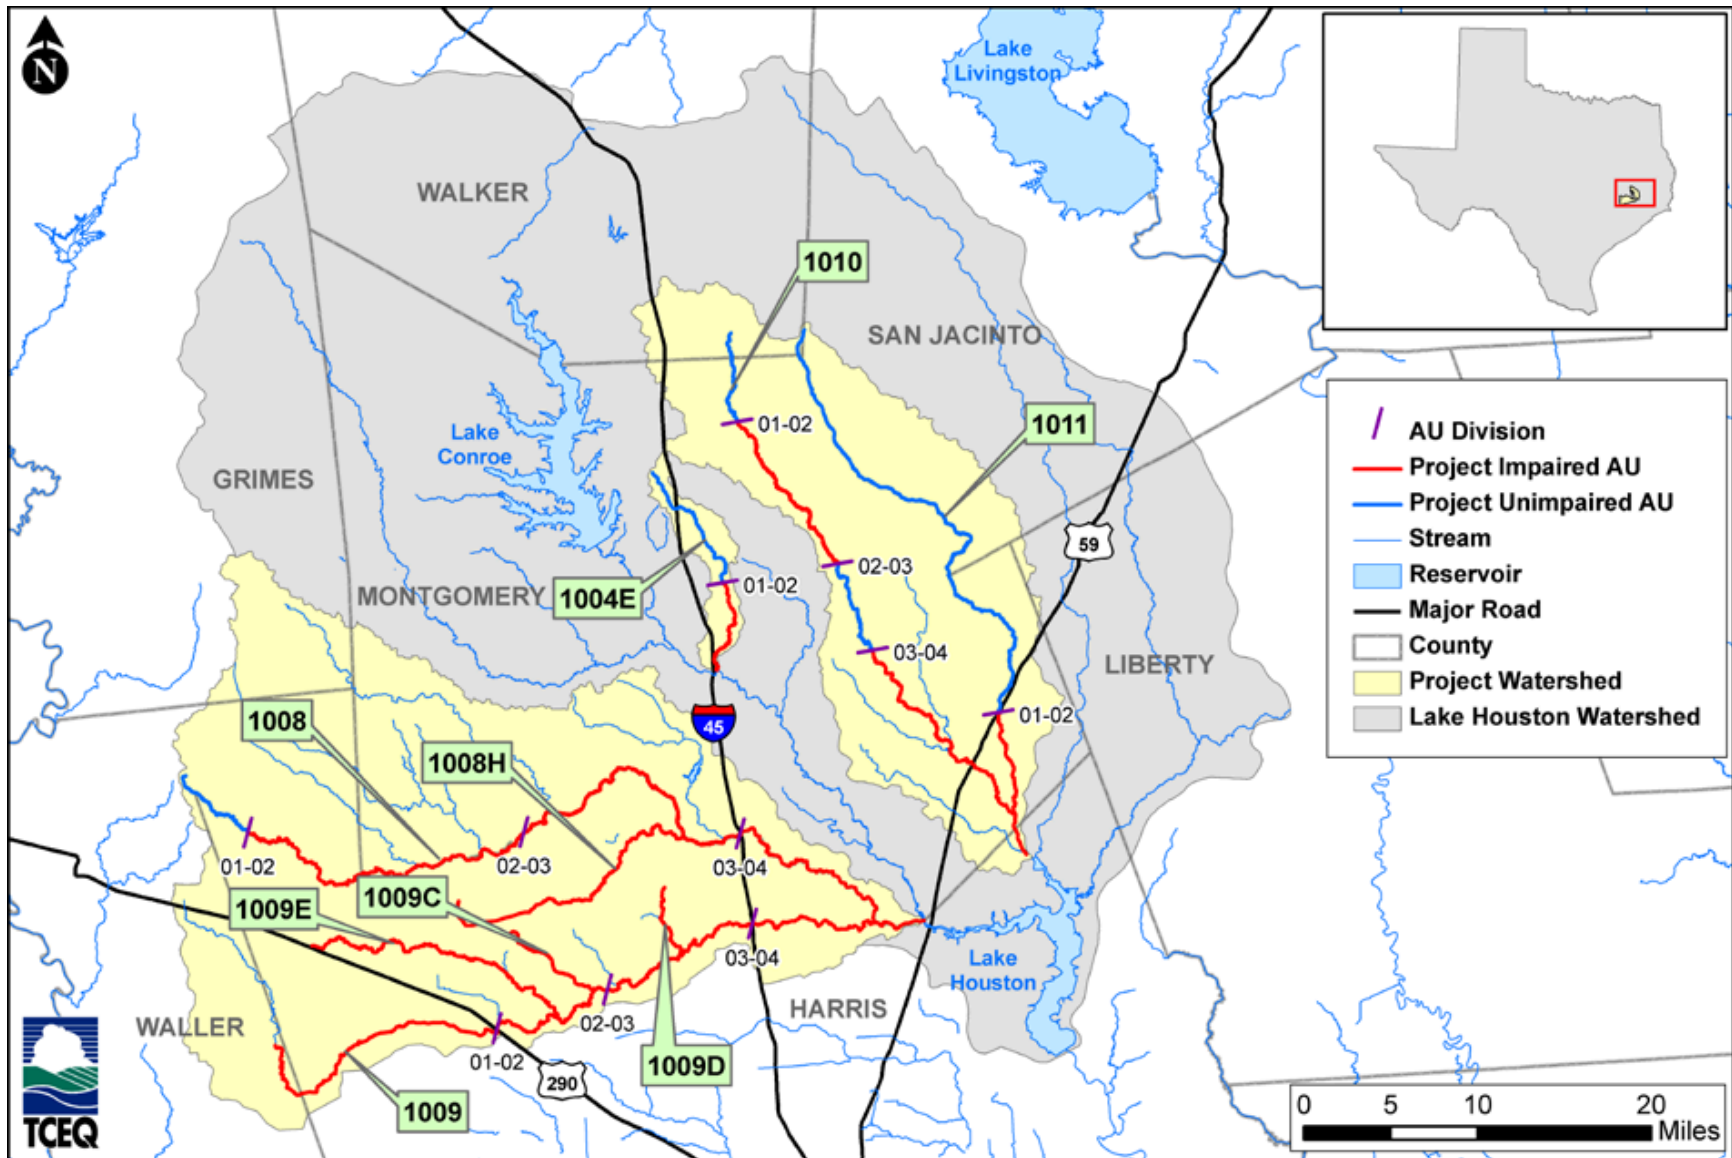 N
Lake
Livingston
WALKER
1010
SAN JACINTO
01-02
1011
Lake
Conroe
GRIMES
59
02-03
01-02
MONTGOMERY
1004E
03-04
LIBERTY
01-02
1008
45
1008H
01-02
02-03
03-04
1009E
1009C
03-04
Lake
Houston
HARRIS
WALLER
02-03
01-02
1009D
290
1009
TCEQ
AU Division
Project Impaired AU
Project Unimpaired AU
Stream
Reservoir
Major Road
County
Project Watershed
Lake Houston Watershed
0 5 10 20
Miles